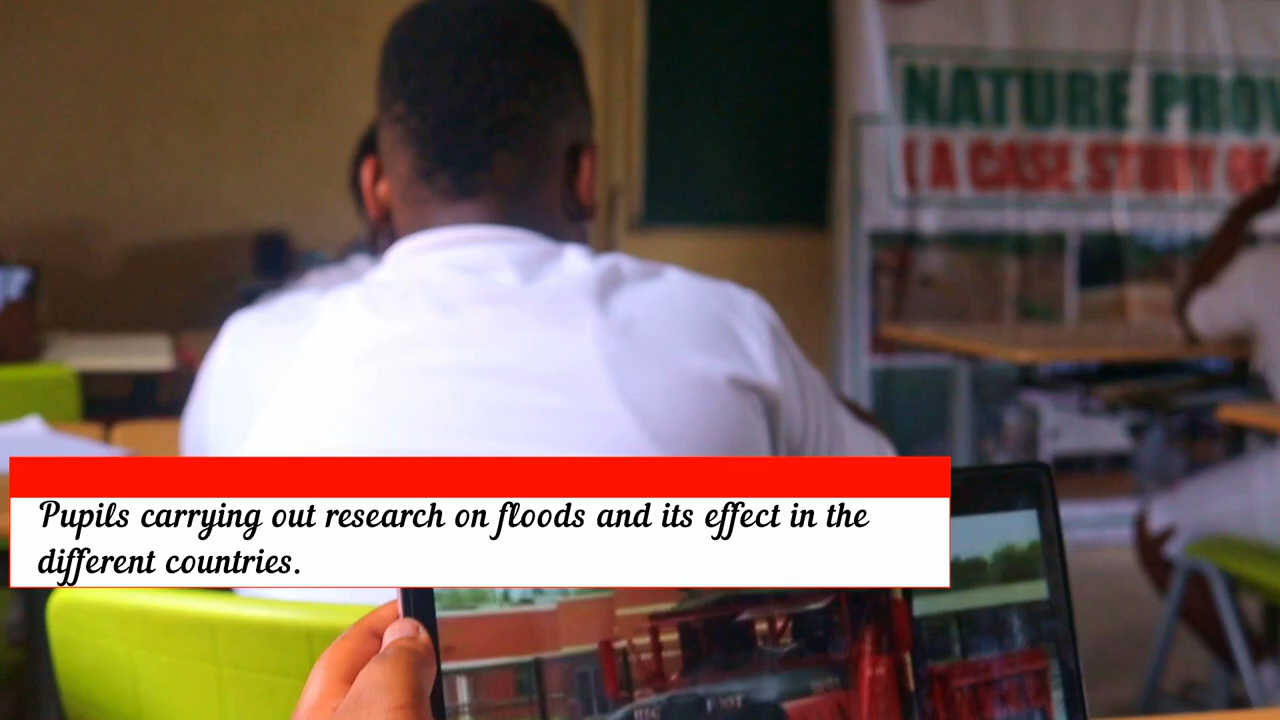 NATURE PROV
(A CASE STUDY OF
Pupils carrying out research on floods and its effect in the
different countries.